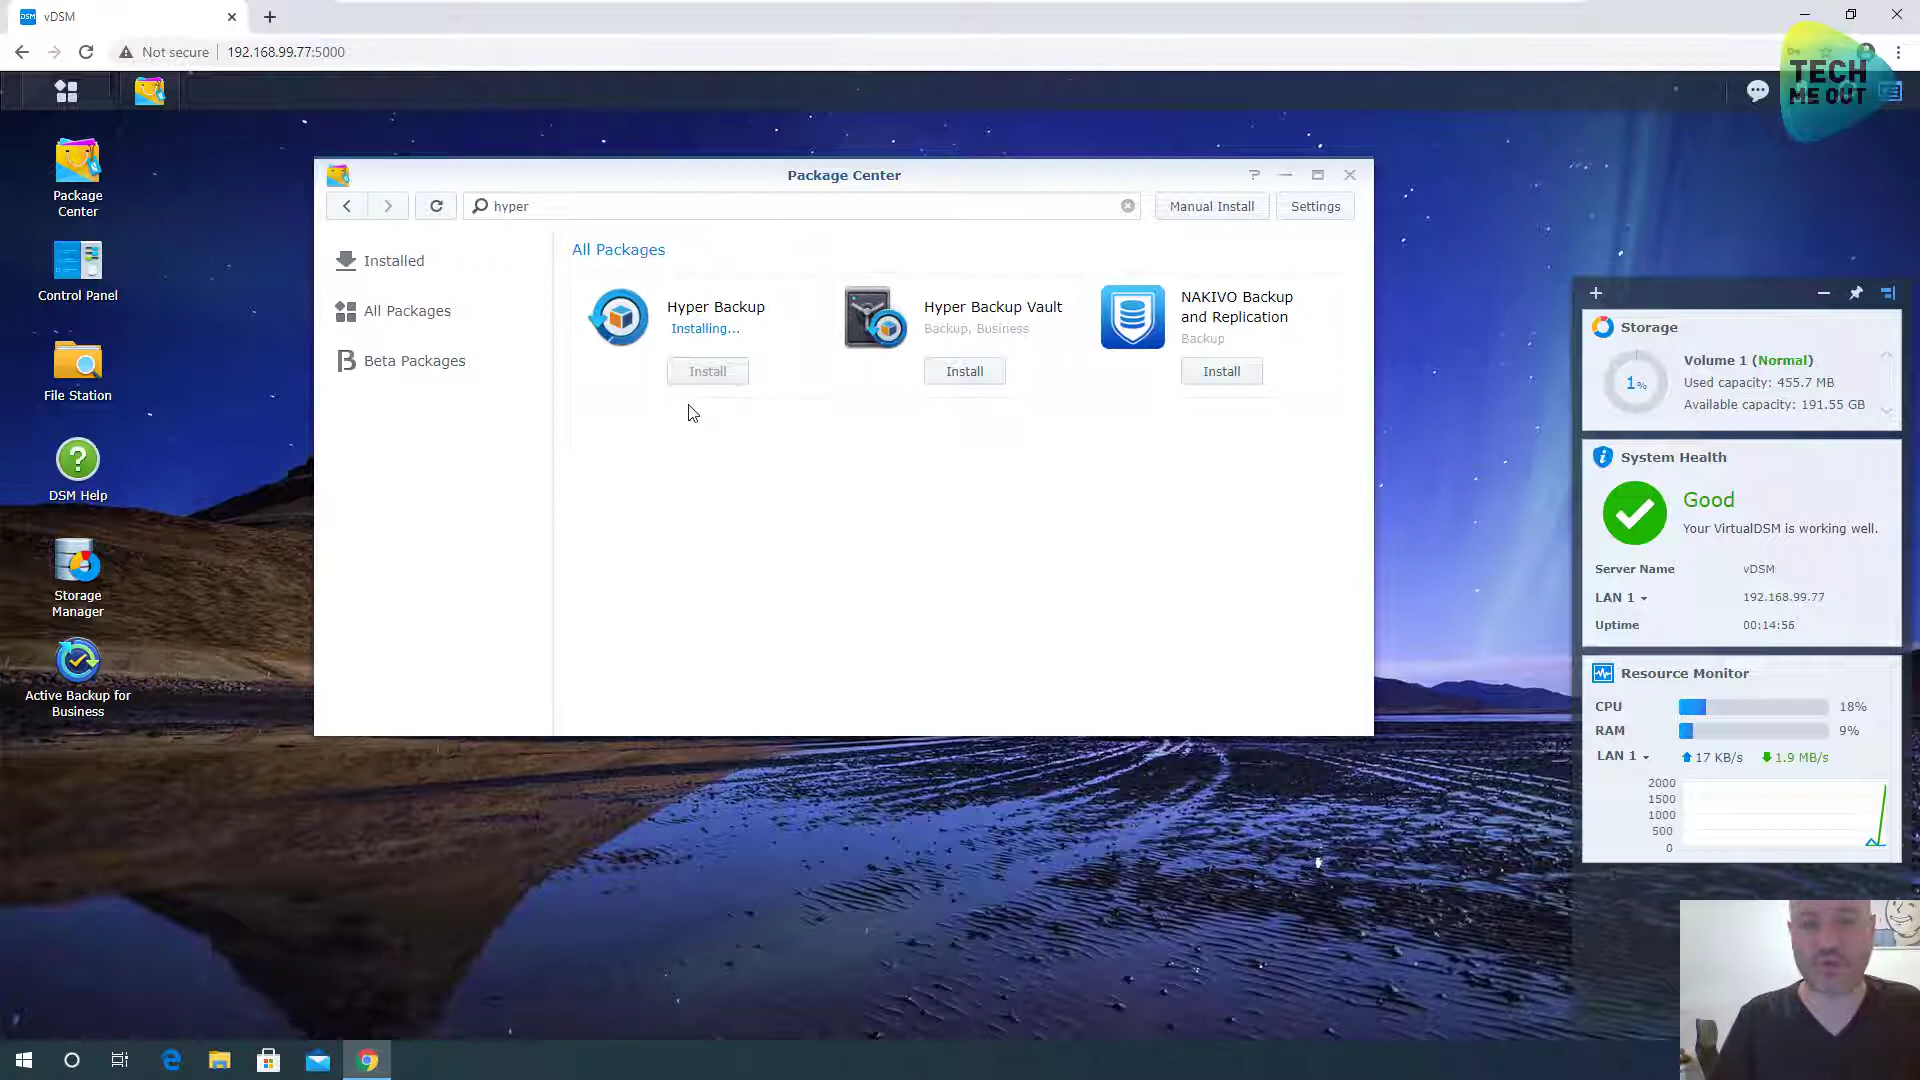 vDSM
Not secure
192.168.99.77:5000
TECH
ME OUT
Package
Center
Control Panel
File Station
DSM Help
Storage
Manager
Active Backup for
Business
Package Center
hyper
Manual Install
Settings
Installed
All Packages
Beta Packages
All Packages
Hyper Backup
Installing...
Install
Hyper Backup Vault
Backup, Business
Install
NAKIVO Backup
and Replication
Backup
Install
Storage
1%
Volume 1 (Normal)
Used capacity: 455.7 MB
Available capacity: 191.55 GB
System Health
Good
Your VirtualDSM is working well.
Server Name vDSM
LAN 1 192.168.99.77
Uptime 00:14:56
Resource Monitor
CPU 18%
RAM 9%
LAN 1 17 KB/s 1.9 MB/s
2000
1500
1000
500
0